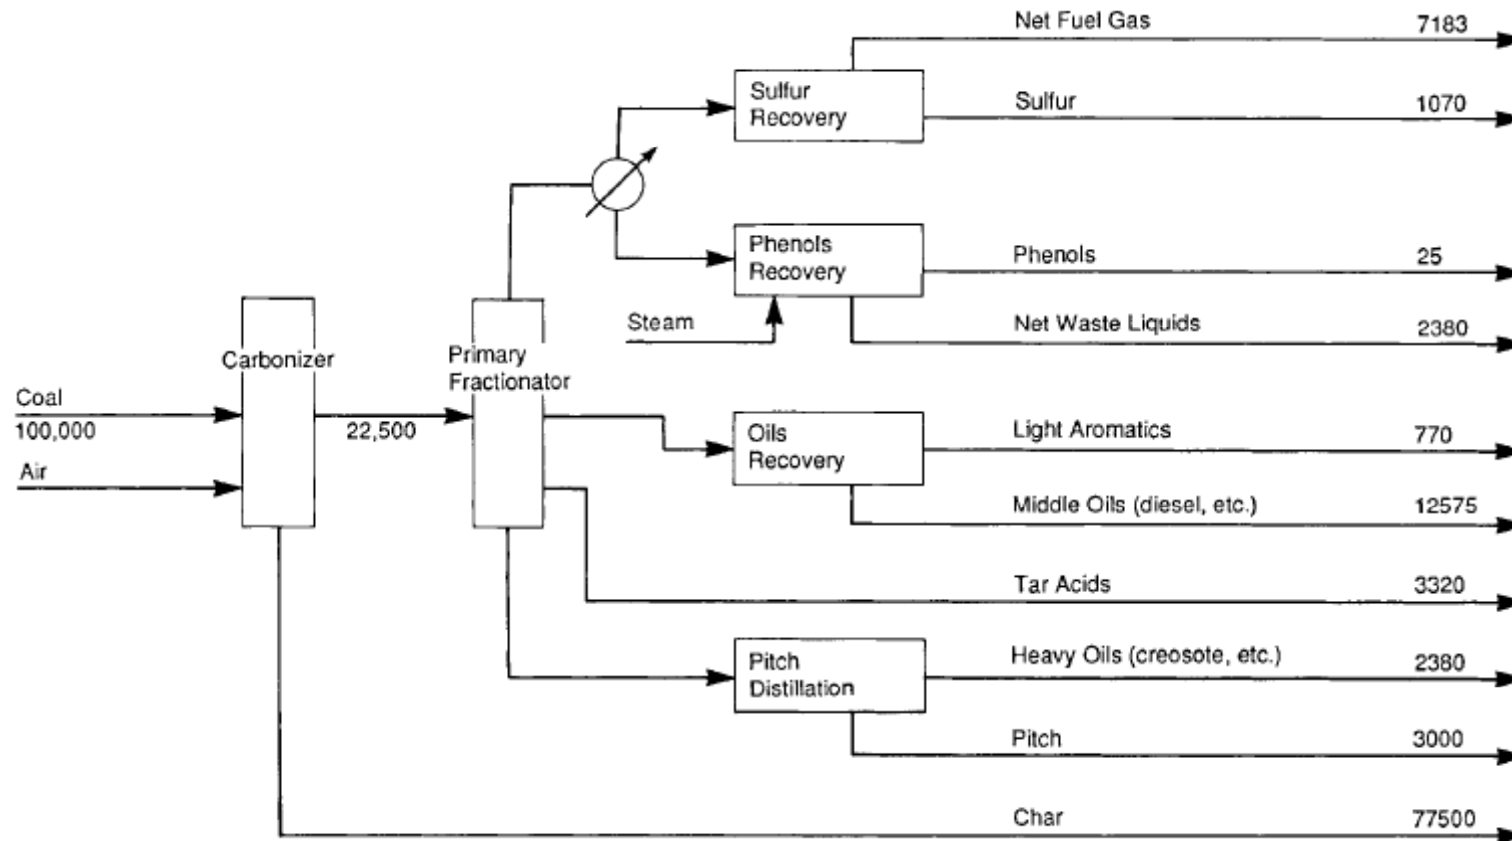 Net Fuel Gas 7183
Sulfur
Recovery
Sulfur 1070
Phenols
Recovery
Phenols 25
Steam
Net Waste Liquids 2380
Carbonizer
Primary
Fractionator
Coal
100,000
22,500
Air
Oils
Recovery
Light Aromatics 770
Middle Oils (diesel, etc.) 12575
Tar Acids 3320
Pitch
Distillation
Heavy Oils (creosote, etc.) 2380
Pitch 3000
Char 77500